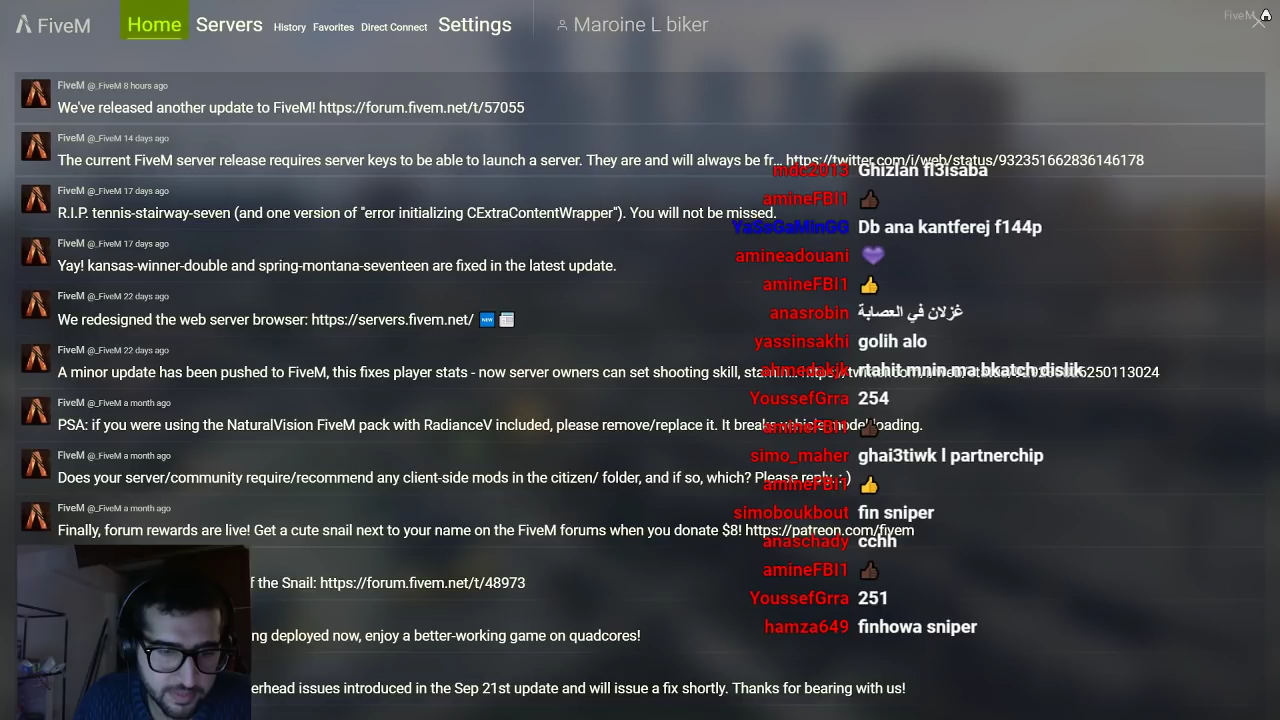 FiveM
Home Servers History Favorites Direct Connect Settings Maroine L biker
FiveM
FiveM @_FiveM 8 hours ago
We've released another update to FiveM! https://forum.fivem.net/t/57055
FiveM @_FiveM 14 days ago
The current FiveM server release requires server keys to be able to launch a server. They are and will always be fr… https://twitter.com/i/web/status/932351662836146178
FiveM @_FiveM 17 days ago
R.I.P. tennis-stairway-seven (and one version of "error initializing CExtraContentWrapper"). You will not be missed.
FiveM @_FiveM 17 days ago
Yay! kansas-winner-double and spring-montana-seventeen are fixed in the latest update.
FiveM @_FiveM 22 days ago
We redesigned the web server browser: https://servers.fivem.net/
FiveM @_FiveM 22 days ago
A minor update has been pushed to FiveM, this fixes player stats - now server owners can set shooting skill,
FiveM @_FiveM a month ago
PSA: if you were using the NaturalVision FiveM pack with RadianceV included, please remove/replace it. It breaks vehicle model loading.
FiveM @_FiveM a month ago
Does your server/community require/recommend any client-side mods in the citizen/ folder, and if so, which? Please reply. :)
FiveM @_FiveM a month ago
Finally, forum rewards are live! Get a cute snail next to your name on the FiveM forums when you donate $8! https://patreon.com/fivem
f the Snail: https://forum.fivem.net/t/48973
ng deployed now, enjoy a better-working game on quadcores!
erhead issues introduced in the Sep 21st update and will issue a fix shortly. Thanks for bearing with us!
mdc2013 Ghizlan fl3isaba
amineFBI1 👍🏿
YaSsGaMinGG Db ana kantferej f144p
amineadouani 💜
amineFBI1 👍
anasrobin غزلان في العصابة
yassinsakhi golih alo
ahmedakjk mnin ma bkatch dislik
YoussefGrra 254
amineFBI1 👍🏿
simo_maher ghai3tiwk l partnerchip
amineFBI1 👍
simoboukbout fin sniper
anaschady cchh
amineFBI1 👍🏿
YoussefGrra 251
hamza649 finhowa sniper